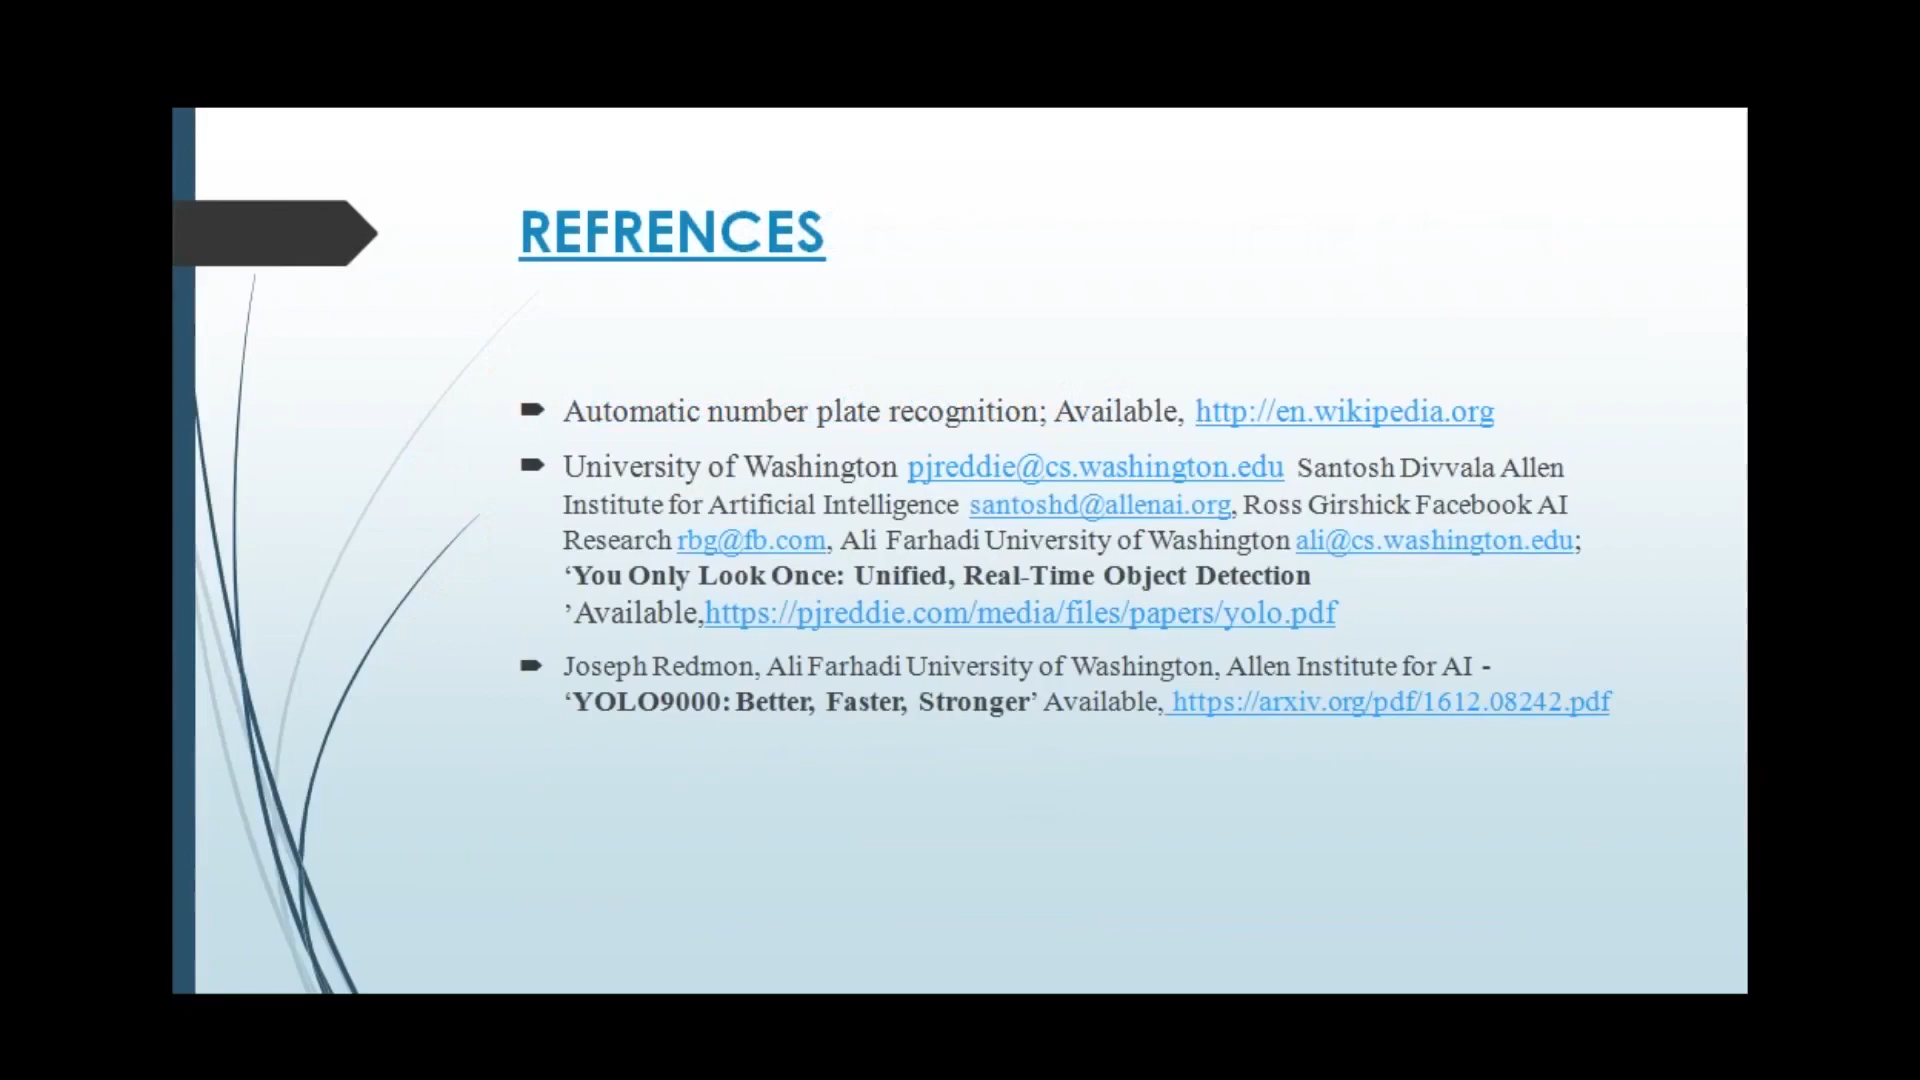 REFRENCES
Automatic number plate recognition; Available, http://en.wikipedia.org
University of Washington pjreddie@cs.washington.edu Santosh Divvala Allen
Institute for Artificial Intelligence santoshd@allenai.org, Ross Girshick Facebook AI
Research rbg@fb.com, Ali Farhadi University of Washington ali@cs.washington.edu;
‘You Only Look Once: Unified, Real-Time Object Detection
’Available,https://pjreddie.com/media/files/papers/yolo.pdf
Joseph Redmon, Ali Farhadi University of Washington, Allen Institute for AI -
‘YOLO9000: Better, Faster, Stronger’ Available, https://arxiv.org/pdf/1612.08242.pdf